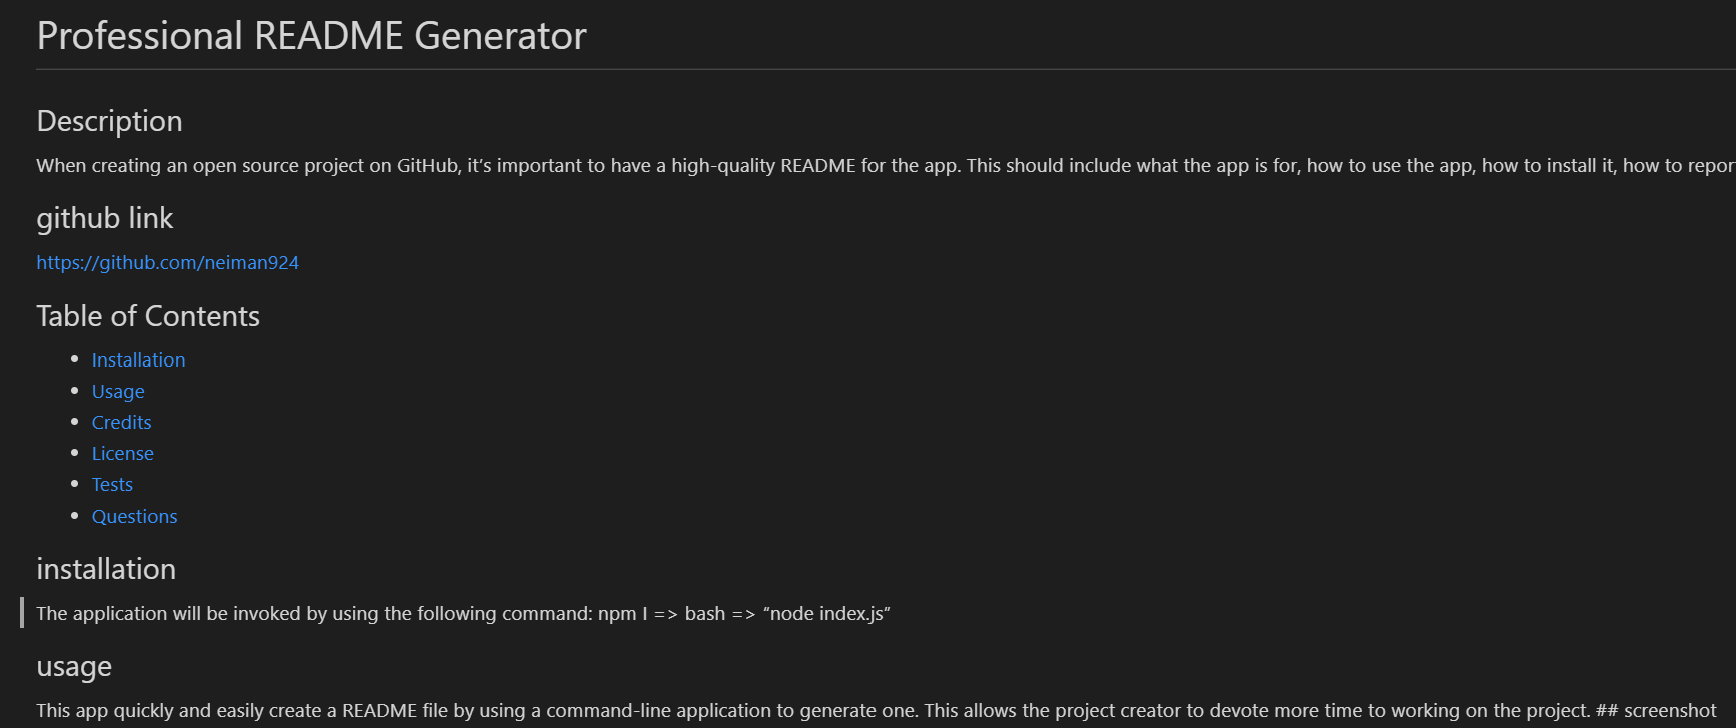 Professional README Generator
Description
When creating an open source project on GitHub, it’s important to have a high-quality README for the app. This should include what the app is for, how to use the app, how to install it, how to repor
github link
https://github.com/neiman924
Table of Contents
Installation
Usage
Credits
License
Tests
Questions
installation
The application will be invoked by using the following command: npm I => bash => “node index.js”
usage
This app quickly and easily create a README file by using a command-line application to generate one. This allows the project creator to devote more time to working on the project. ## screenshot